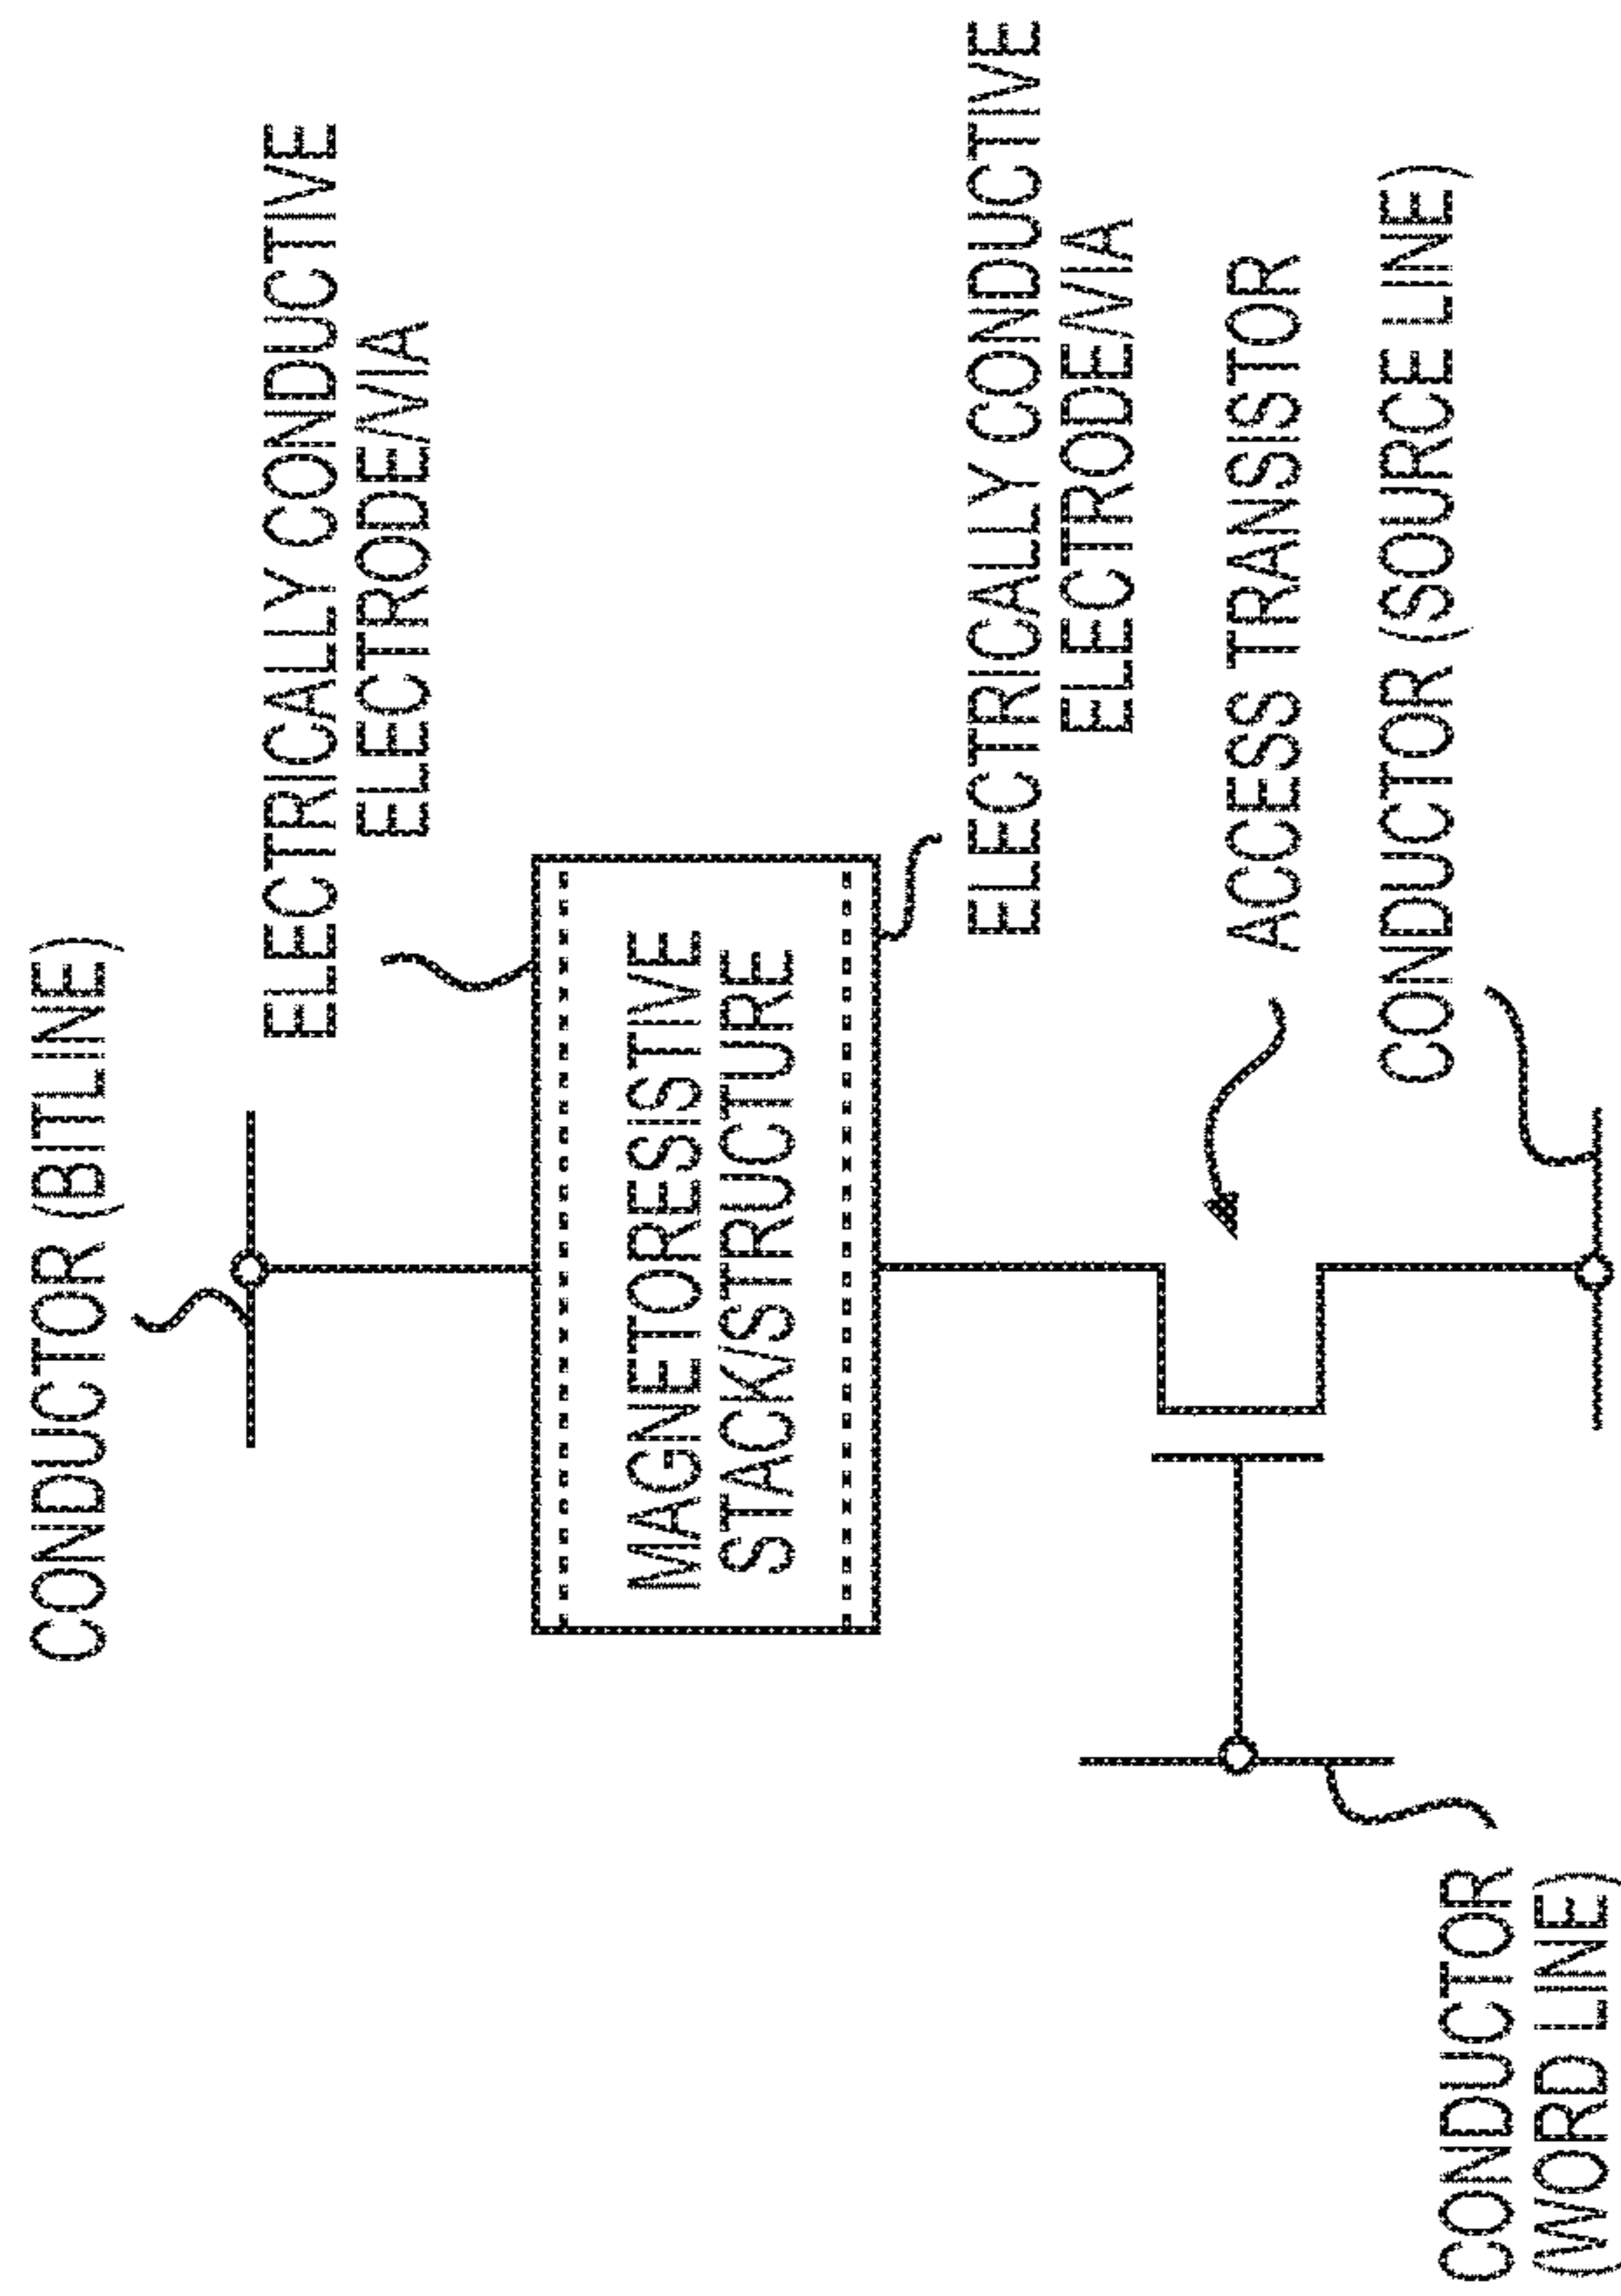 CONDUCTOR (BITLINE)
ELECTRICALLY CONDUCTIVE
ELECTRODE/VIA
MAGNETORESISTIVE
STACK/STRUCTURE
ELECTRICALLY CONDUCTIVE
ELECTRODE/VIA
ACCESS TRANSISTOR
CONDUCTOR (SOURCE LINE)
CONDUCTOR
(WORD LINE)